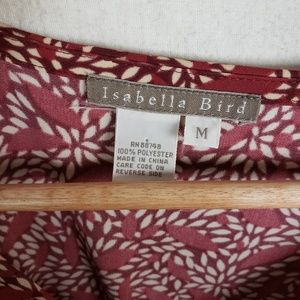 Isabella Bird
M
RN 88748
100% POLYESTER
MADE IN CHINA
CARE CODE ON
REVERSE SIDE